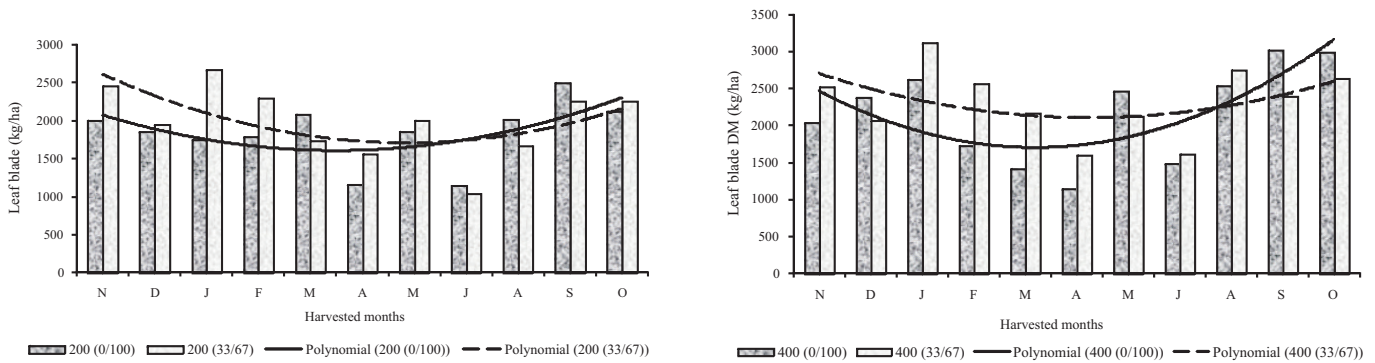 Leaf blade (kg/ha)
3000
2500
2000
1500
1000
500
0
N D J F M A M J A S O
Harvested months
200 (0/100) 200 (33/67) Polynomial (200 (0/100)) Polynomial (200 (33/67))
Leaf blade DM (kg/ha)
3500
3000
2500
2000
1500
1000
500
0
N D J F M A M J A S O
Harvested months
400 (0/100) 400 (33/67) Polynomial (400 (0/100)) Polynomial (400 (33/67))